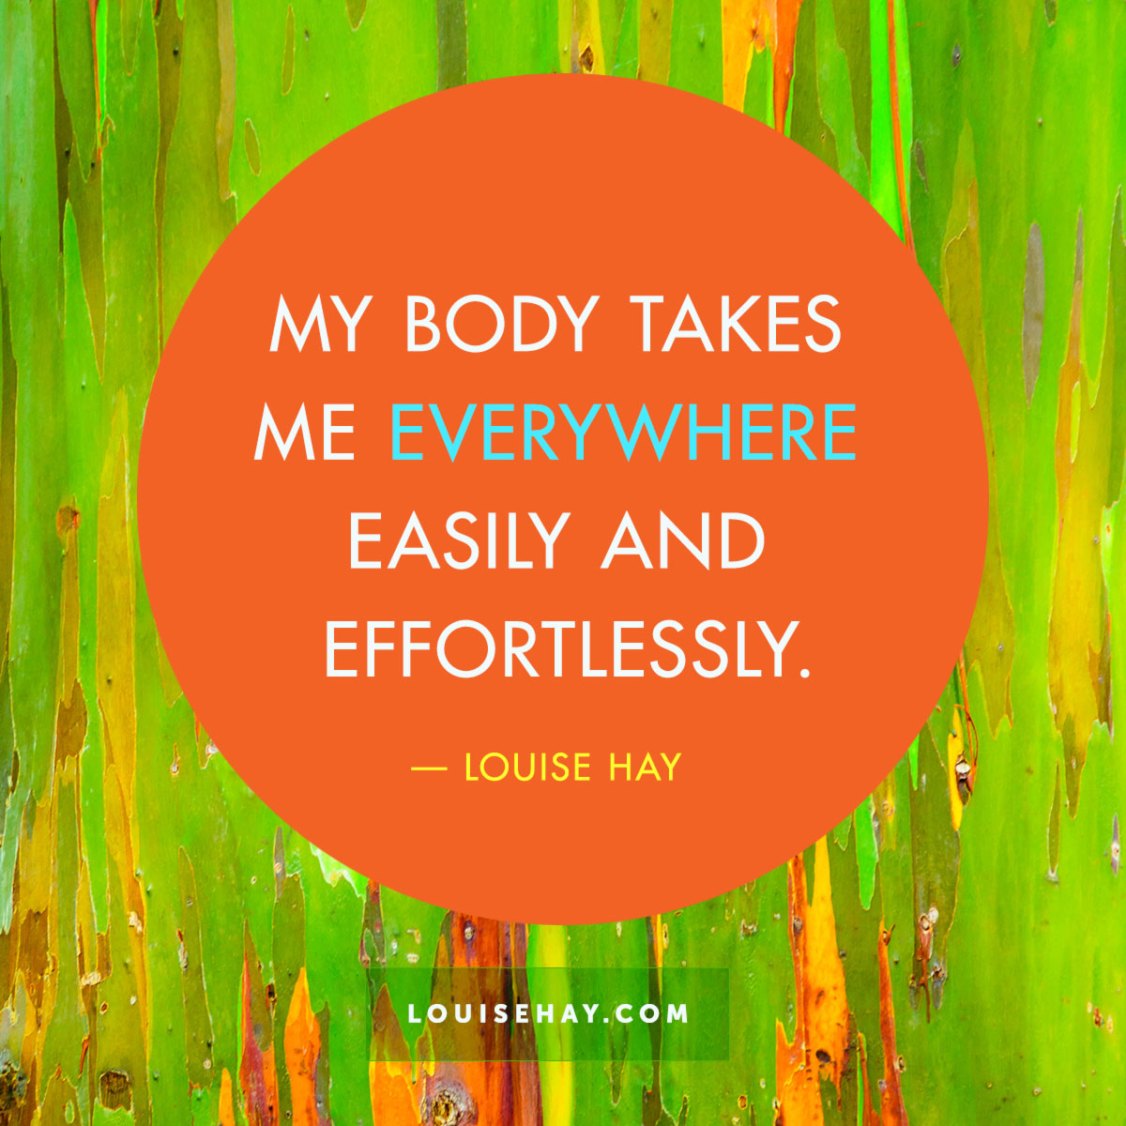 MY BODY TAKES
ME EVERYWHERE
EASILY AND
EFFORTLESSLY.
— LOUISE HAY
LOUISEHAY.COM